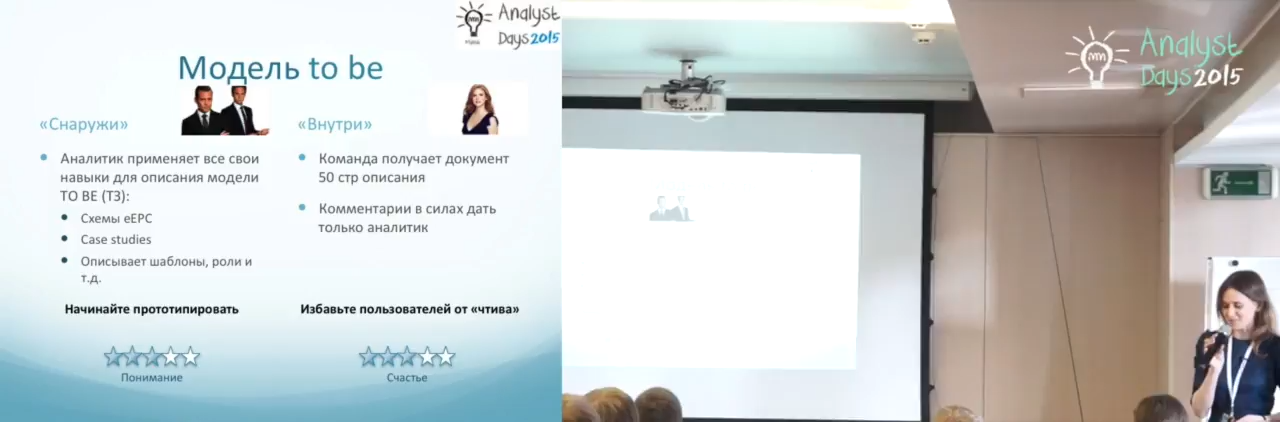 Analyst
Days 2015
Модель to be
«Снаружи»
Аналитик применяет все свои
навыки для описания модели
TO BE (ТЗ):
Схемы eEPC
Case studies
Описывает шаблоны, роли и
т.д.
Начинайте прототипировать
Понимание
«Внутри»
Команда получает документ
50 стр описания
Комментарии в силах дать
только аналитик
Избавьте пользователей от «чтива»
Счастье
Analyst
Days 2015